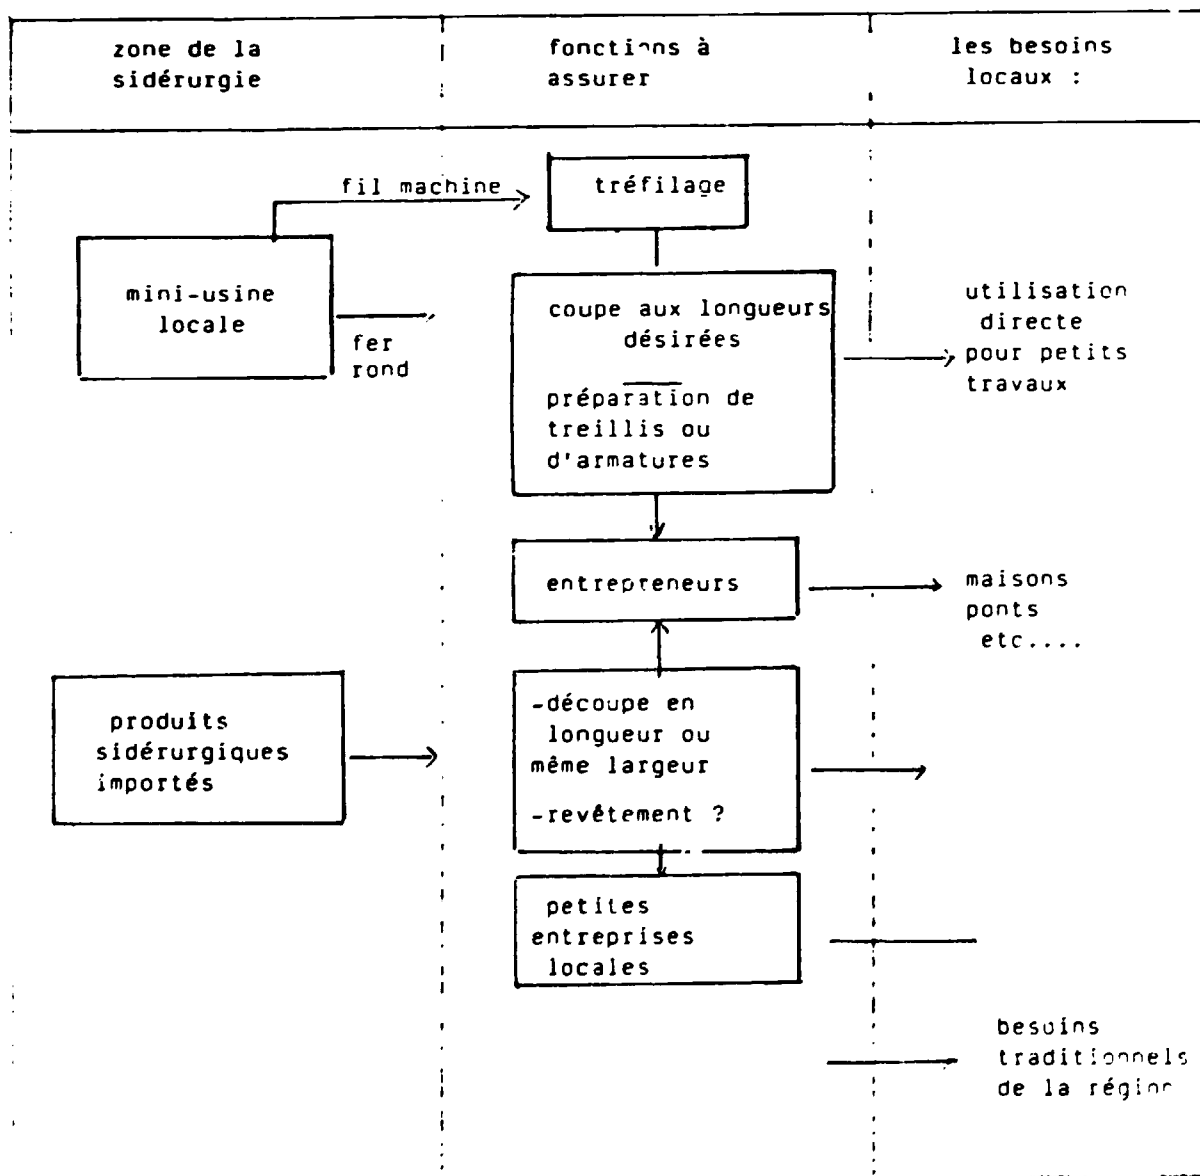 zone de la
sidérurgie
fonctions à
assurer
les besoins
locaux :
fil machine
tréfilage
mini-usine
locale
fer
rond
coupe aux longueurs
désirées
préparation de
treillis ou
d'armatures
utilisation
directe
pour petits
travaux
entrepreneurs
maisons
ponts
etc....
produits
sidérurgiques
importés
-découpe en
longueur ou
même largeur
-revêtement ?
petites
entreprises
locales
besoins
traditionnels
de la région